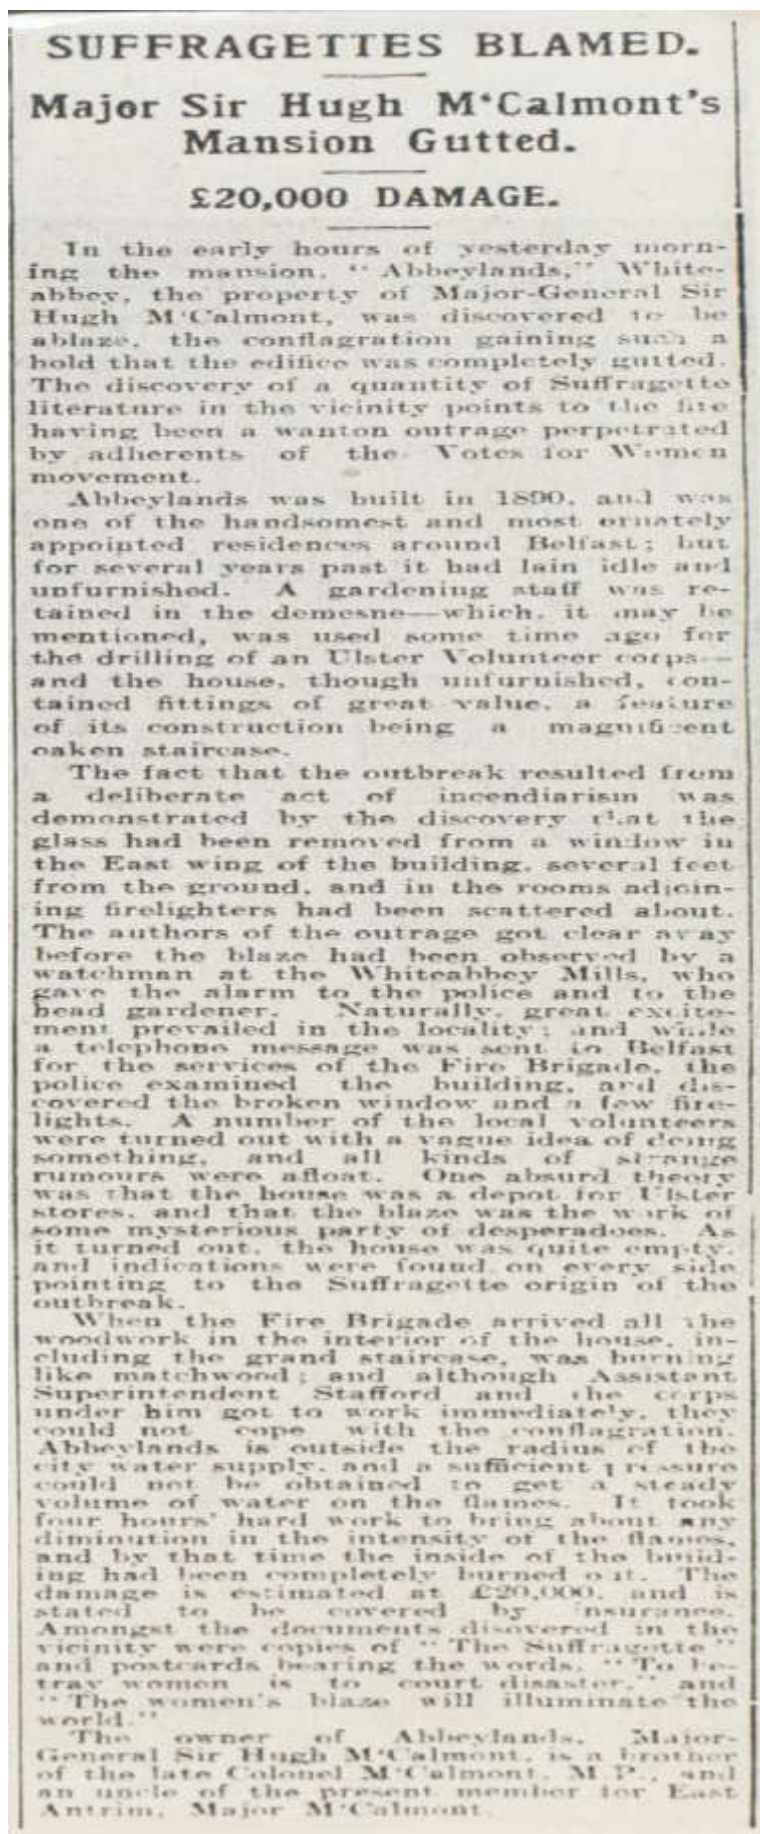 SUFFRAGETTES BLAMED.
Major Sir Hugh M‘Calmont's
Mansion Gutted.
£20,000 DAMAGE.
In the early hours of yesterday morn-
ing the mansion, "Abbeylands," White-
abbey, the property of Major-General Sir
Hugh M‘Calmont, was discovered to be
ablaze, the conflagration gaining such a
hold that the edifice was completely gutted.
The discovery of a quantity of Suffragette
literature in the vicinity points to the fire
having been a wanton outrage perpetrated
by adherents of the Votes for Women
movement.
Abbeylands was built in 1890, and was
one of the handsomest and most ornately
appointed residences around Belfast; but
for several years past it had lain idle and
unfurnished. A gardening staff was re-
tained in the demesne—which, it may be
mentioned, was used some time ago for
the drilling of an Ulster Volunteer corps—
and the house, though unfurnished, con-
tained fittings of great value, a feature
of its construction being a magnificent
oaken staircase.
The fact that the outbreak resulted from
a deliberate act of incendiarism was
demonstrated by the discovery that the
glass had been removed from a window in
the East wing of the building, several feet
from the ground, and in the rooms adjoin-
ing firelighters had been scattered about.
The authors of the outrage got clear away
before the blaze had been observed by a
watchman at the Whiteabbey Mills, who
gave the alarm to the police and to the
head gardener. Naturally, great excite-
ment prevailed in the locality; and while
a telephone message was sent to Belfast
for the services of the Fire Brigade, the
police examined the building, and dis-
covered the broken window and a few fire-
lights. A number of the local volunteers
were turned out with a vague idea of doing
something, and all kinds of strange
rumours were afloat. One absurd theory
was that the house was a depot for Ulster
stores, and that the blaze was the work of
some mysterious party of desperadoes. As
it turned out, the house was quite empty,
and indications were found on every side
pointing to the Suffragette origin of the
outbreak.
When the Fire Brigade arrived all the
woodwork in the interior of the house, in-
cluding the grand staircase, was burning
like matchwood; and although Assistant
Superintendent Stafford and the corps
under him got to work immediately, they
could not cope with the conflagration.
Abbeylands is outside the radius of the
city water supply, and a sufficient pressure
could not be obtained to get a steady
volume of water on the flames. It took
four hours' hard work to bring about any
diminution in the intensity of the flames,
and by that time the inside of the build-
ing had been completely burned out. The
damage is estimated at £20,000, and is
stated to be covered by insurance.
Amongst the documents disovered in the
vicinity were copies of "The Suffragette"
and postcards bearing the words, "To be-
tray women is to court disaster," and
"The women's blaze will illuminate the
world."
The owner of Abbeylands, Major-
General Sir Hugh M‘Calmont, is a brother
of the late Colonel M‘Calmont, M.P., and
an uncle of the present member for East
Antrim, Major M‘Calmont.